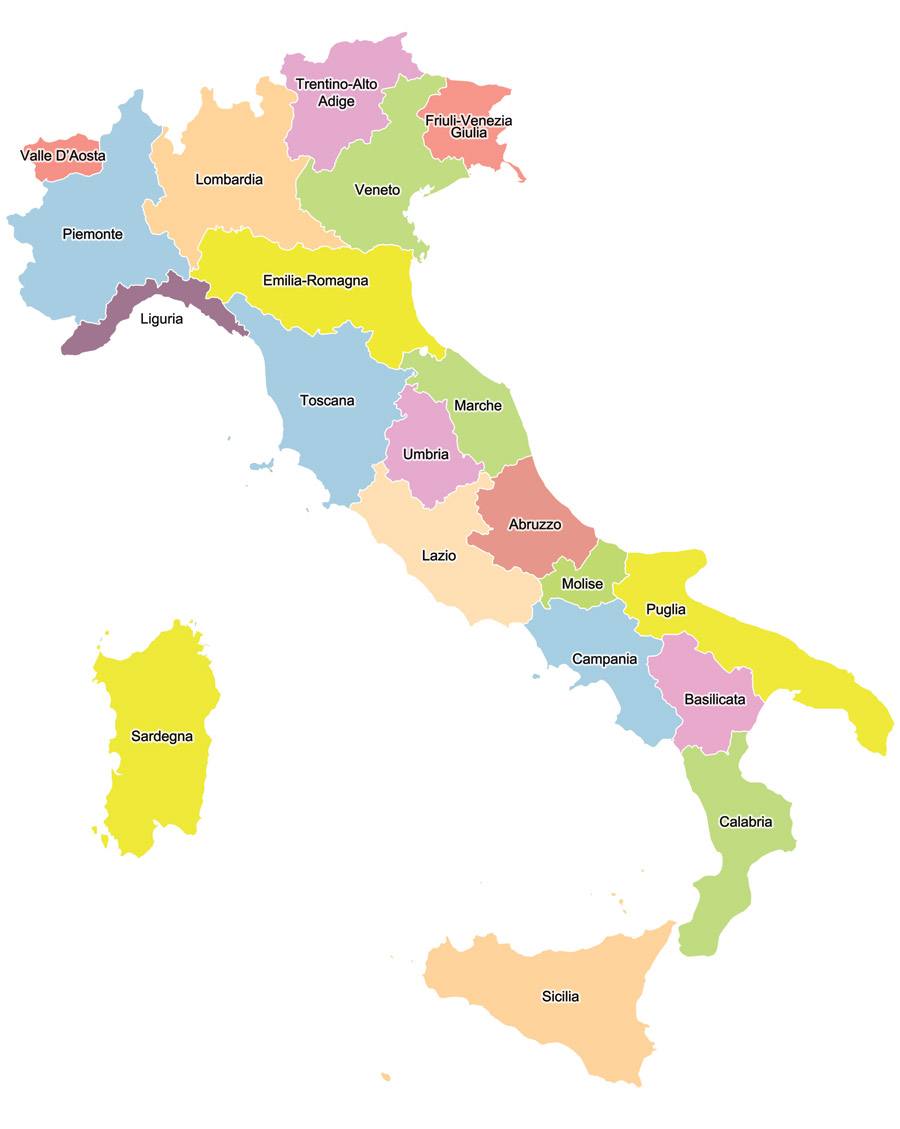 Trentino-Alto
Adige
Friuli-Venezia
Giulia
Valle D'Aosta
Lombardia
Veneto
Piemonte
Emilia-Romagna
Liguria
Toscana
Marche
Umbria
Abruzzo
Lazio
Molise
Puglia
Campania
Basilicata
Sardegna
Calabria
Sicilia